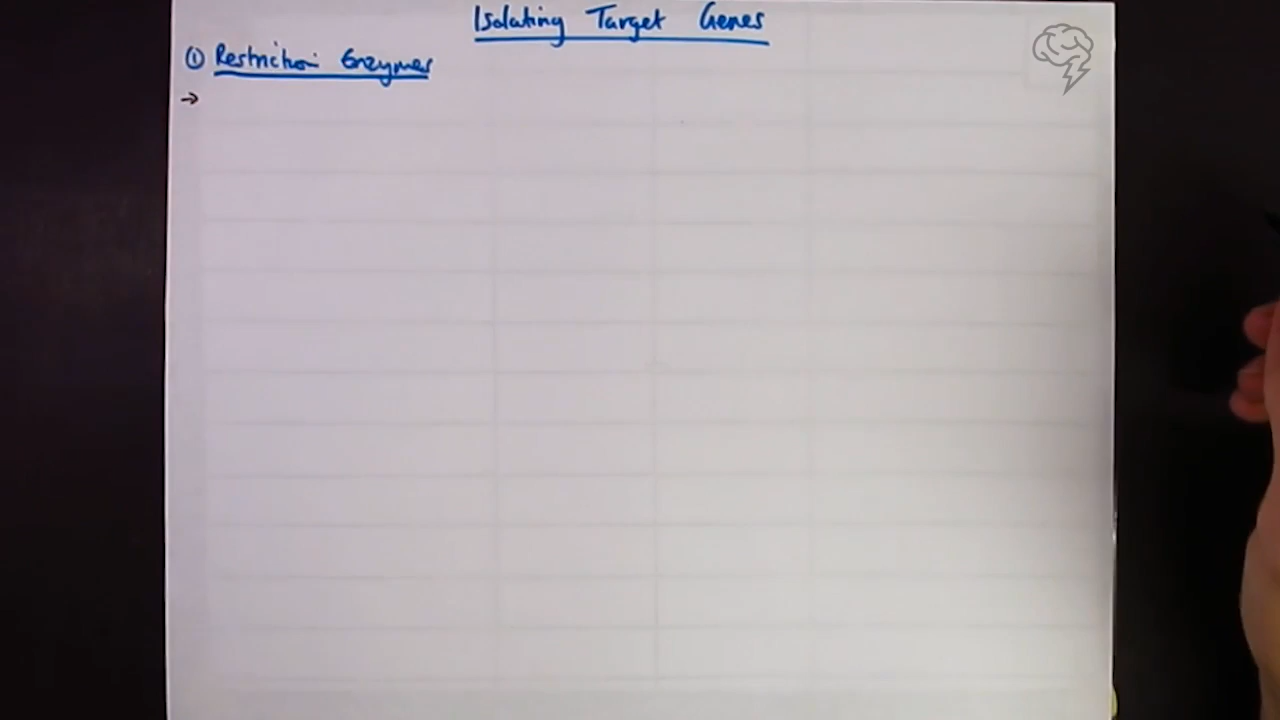 Isolating Target Genes
① Restriction Enzymes
→